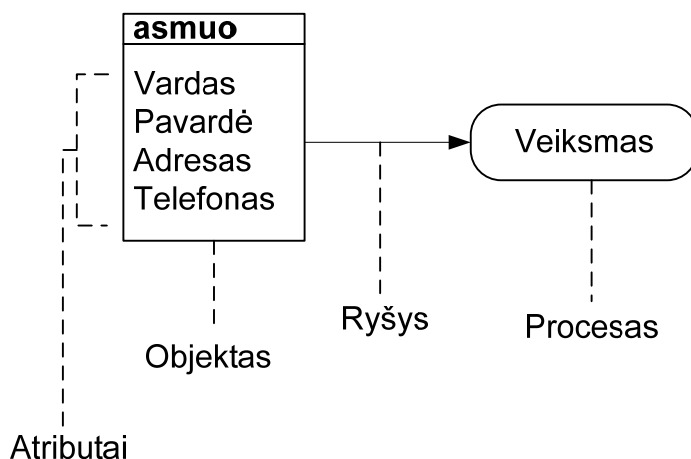 asmuo
Vardas
Pavardė
Adresas
Telefonas
Veiksmas
Ryšys
Procesas
Objektas
Atributai